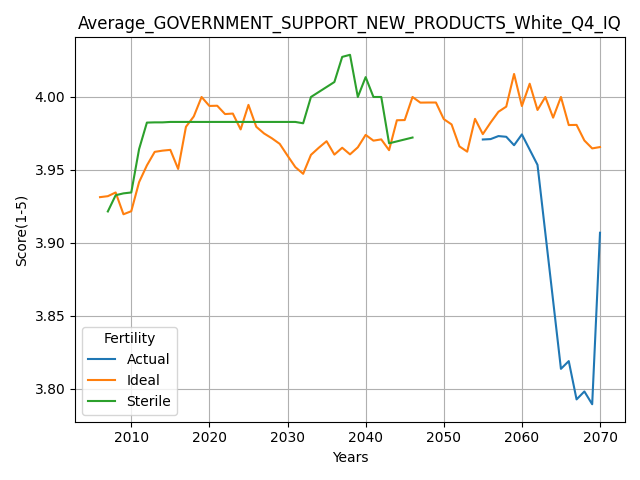 Average_GOVERNMENT_SUPPORT_NEW_PRODUCTS_White_Q4_IQ
Score(1-5)
4.00
3.95
3.90
3.85
3.80
Fertility
Actual
Ideal
Sterile
2010 2020 2030 2040 2050 2060 2070
Years